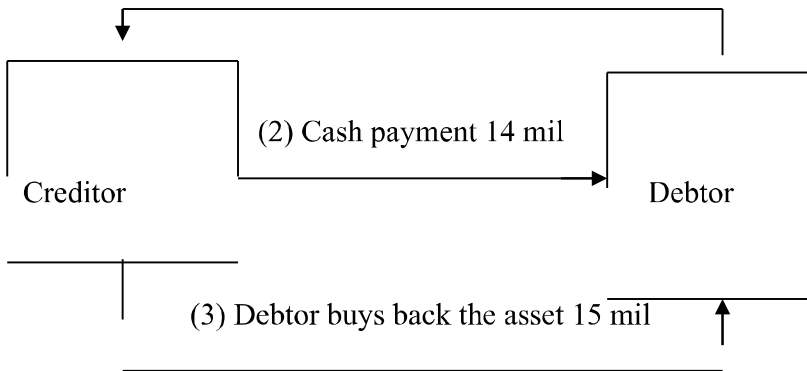 (2) Cash payment 14 mil
Creditor
Debtor
(3) Debtor buys back the asset 15 mil